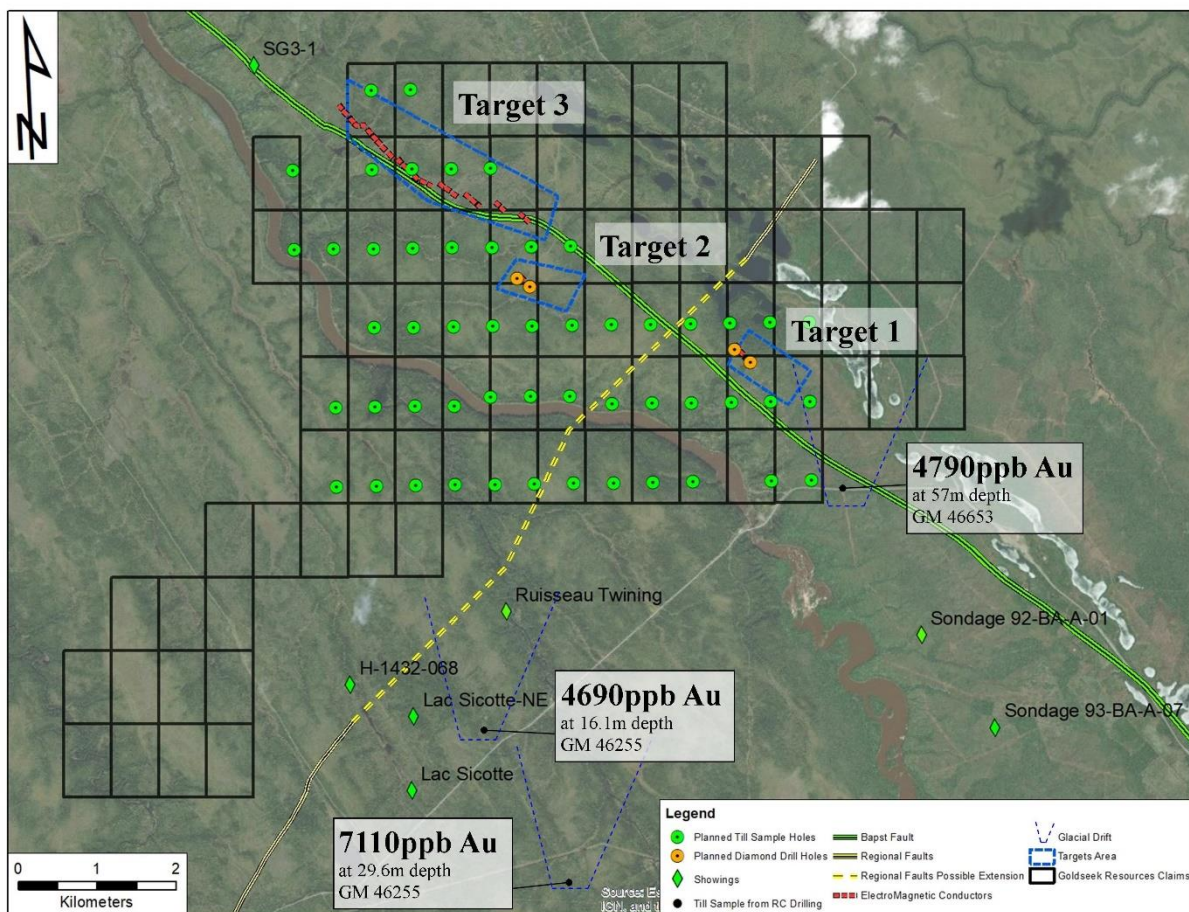 N
SG3-1
Target 3
Target 2
Target 1
4790ppb Au
at 57m depth
GM 46653
Ruisseau Twining
Sondage 92-BA-A-01
H-1432-068
Lac Sicotte-NE
4690ppb Au
at 16.1m depth
GM 46255
Sondage 93-BA-A-07
Lac Sicotte
7110ppb Au
at 29.6m depth
GM 46255
0 1 2
Kilometers
Source:
IGN, and
Legend
Planned Till Sample Holes
Planned Diamond Drill Holes
Showings
Till Sample from RC Drilling
Bapst Fault
Regional Faults
Regional Faults Possible Extension
ElectroMagnetic Conductors
Glacial Drift
Targets Area
Goldseek Resources Claims